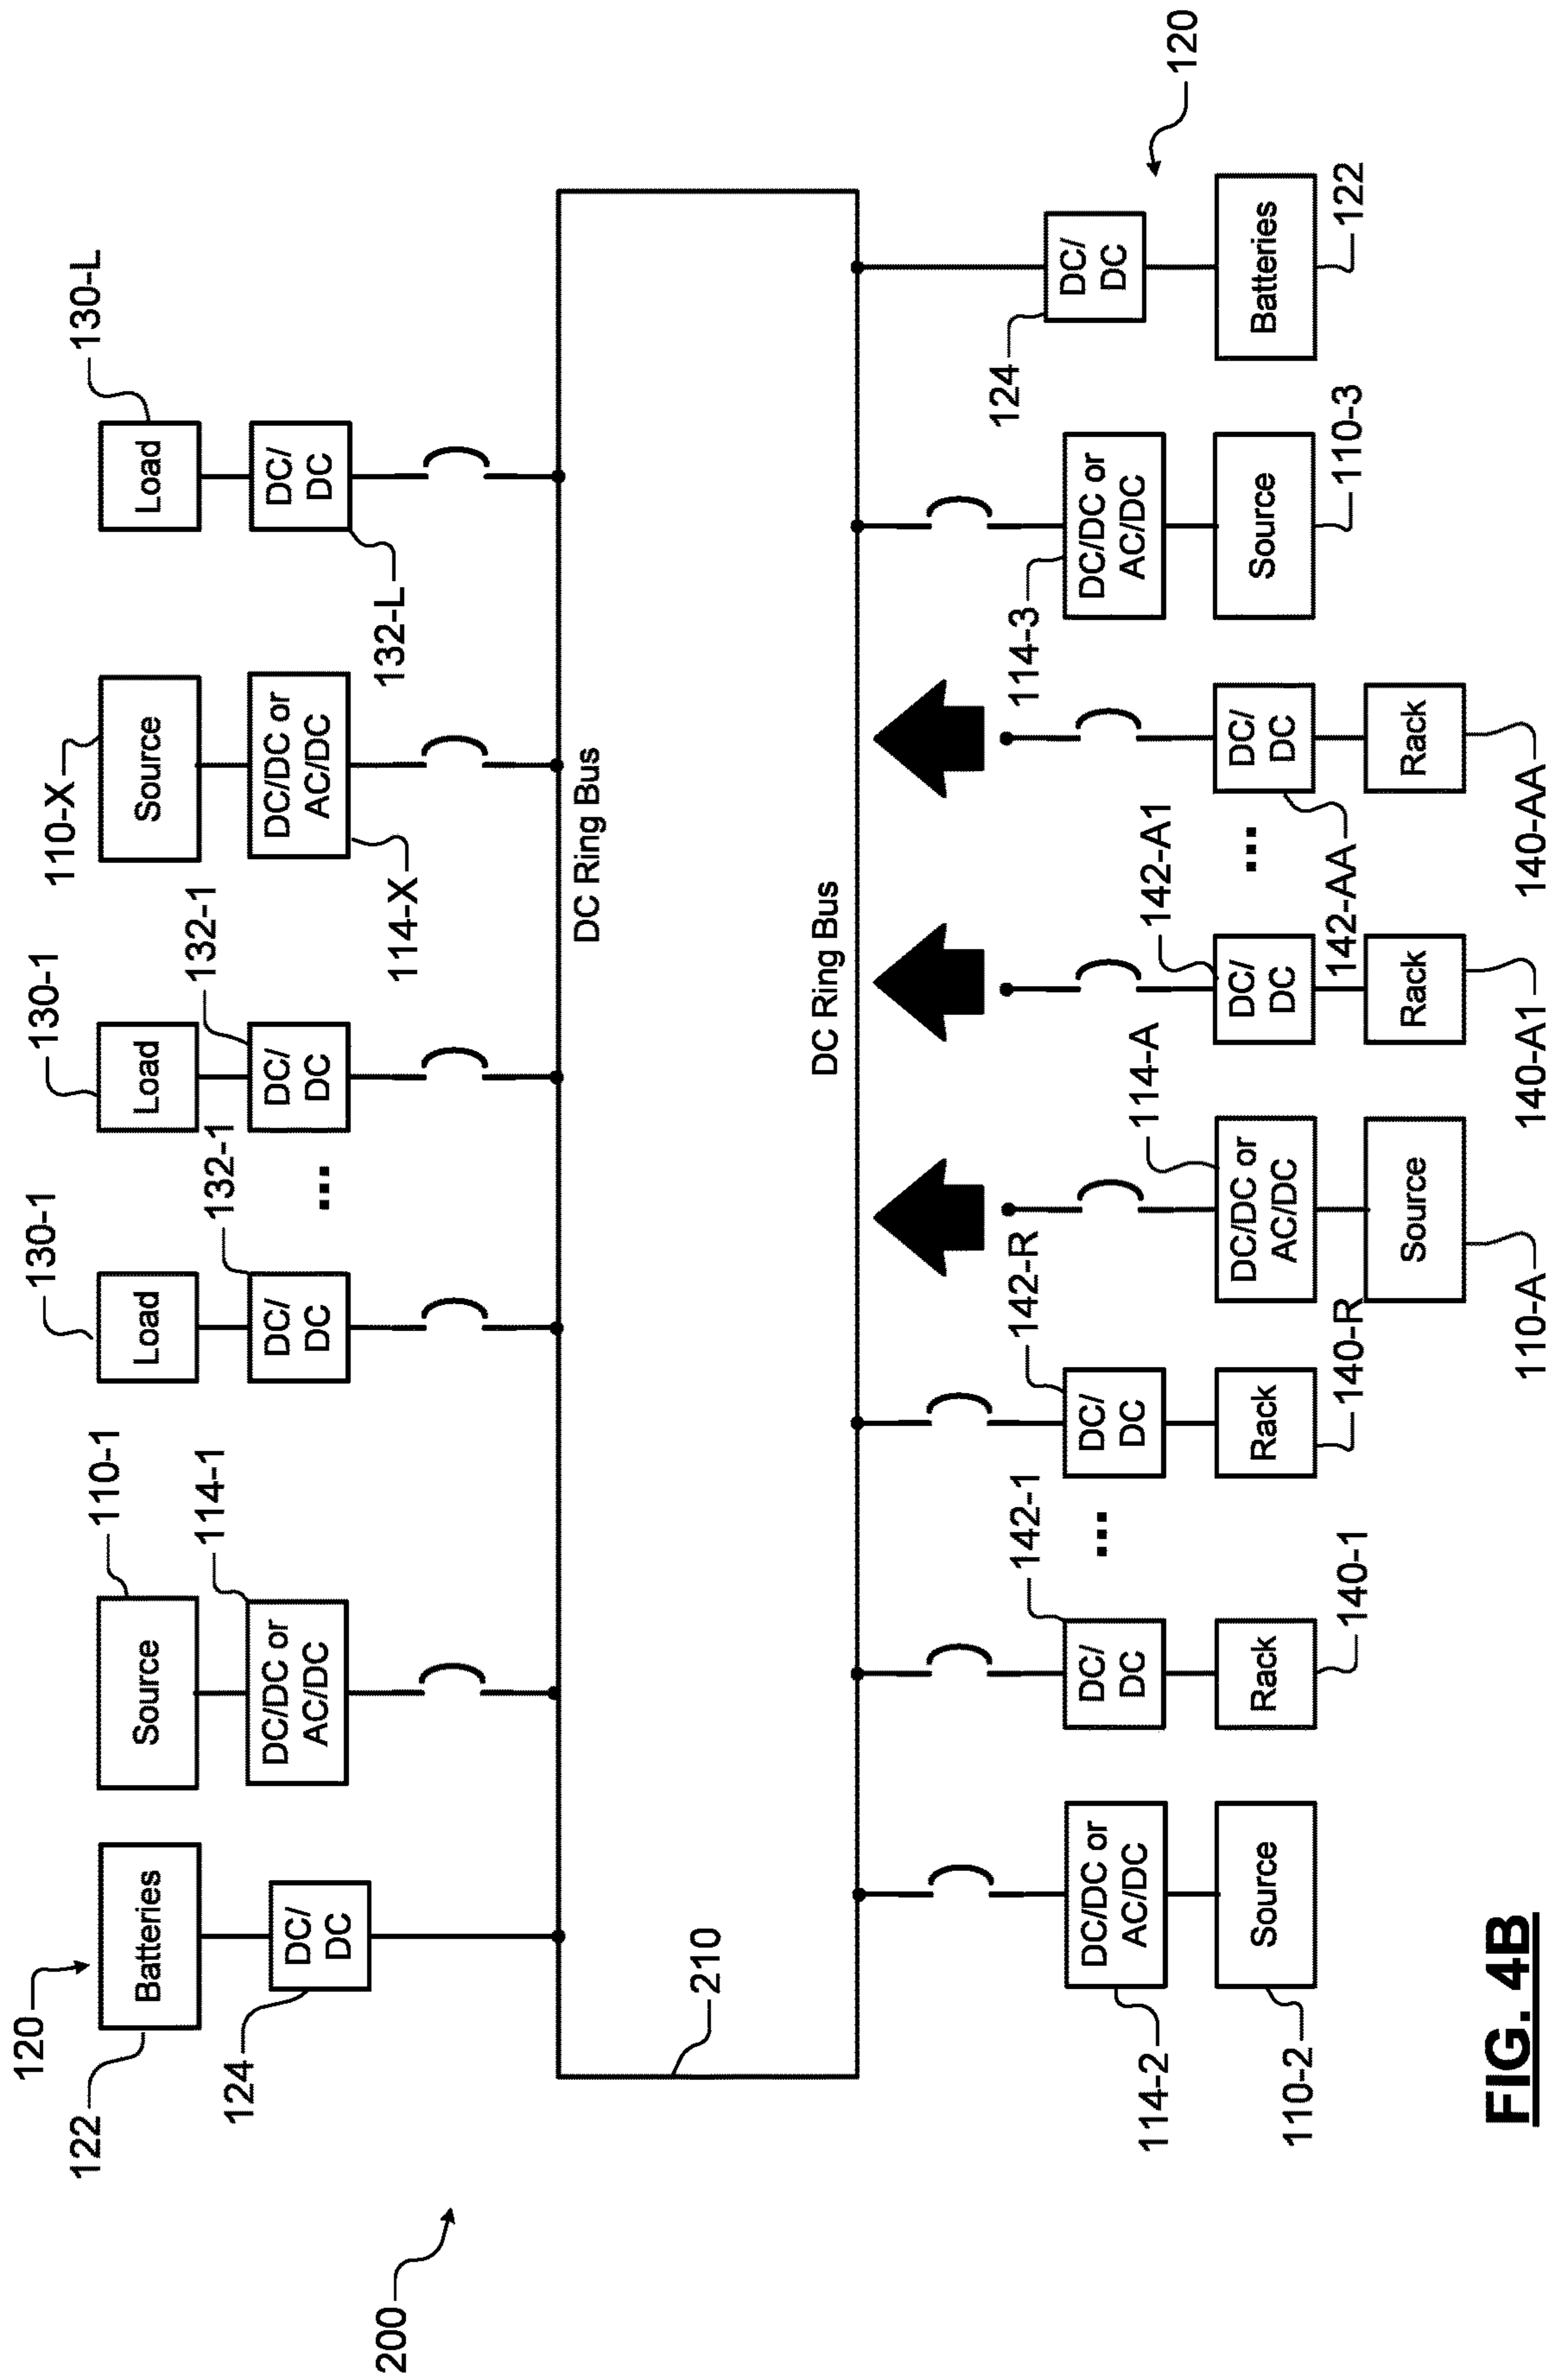 120
122
Batteries
124
DC/
DC
110-1
Source
114-1
DC/DC or
AC/DC
130-1
Load
132-1
DC/
DC
...
130-1
Load
132-1
DC/
DC
110-X
Source
DC/DC or
AC/DC
114-X
130-L
Load
DC/
DC
132-L
DC Ring Bus
200
210
DC Ring Bus
114-2
DC/DC or
AC/DC
110-2
Source
142-1
DC/
DC
Rack
140-1
...
142-R
DC/
DC
Rack
140-R
114-A
DC/DC or
AC/DC
Source
110-A
142-A1
DC/
DC
Rack
140-A1
...
142-AA
DC/
DC
Rack
140-AA
114-3
DC/DC or
AC/DC
Source
110-3
124
DC/
DC
Batteries
122
120
FIG. 4B